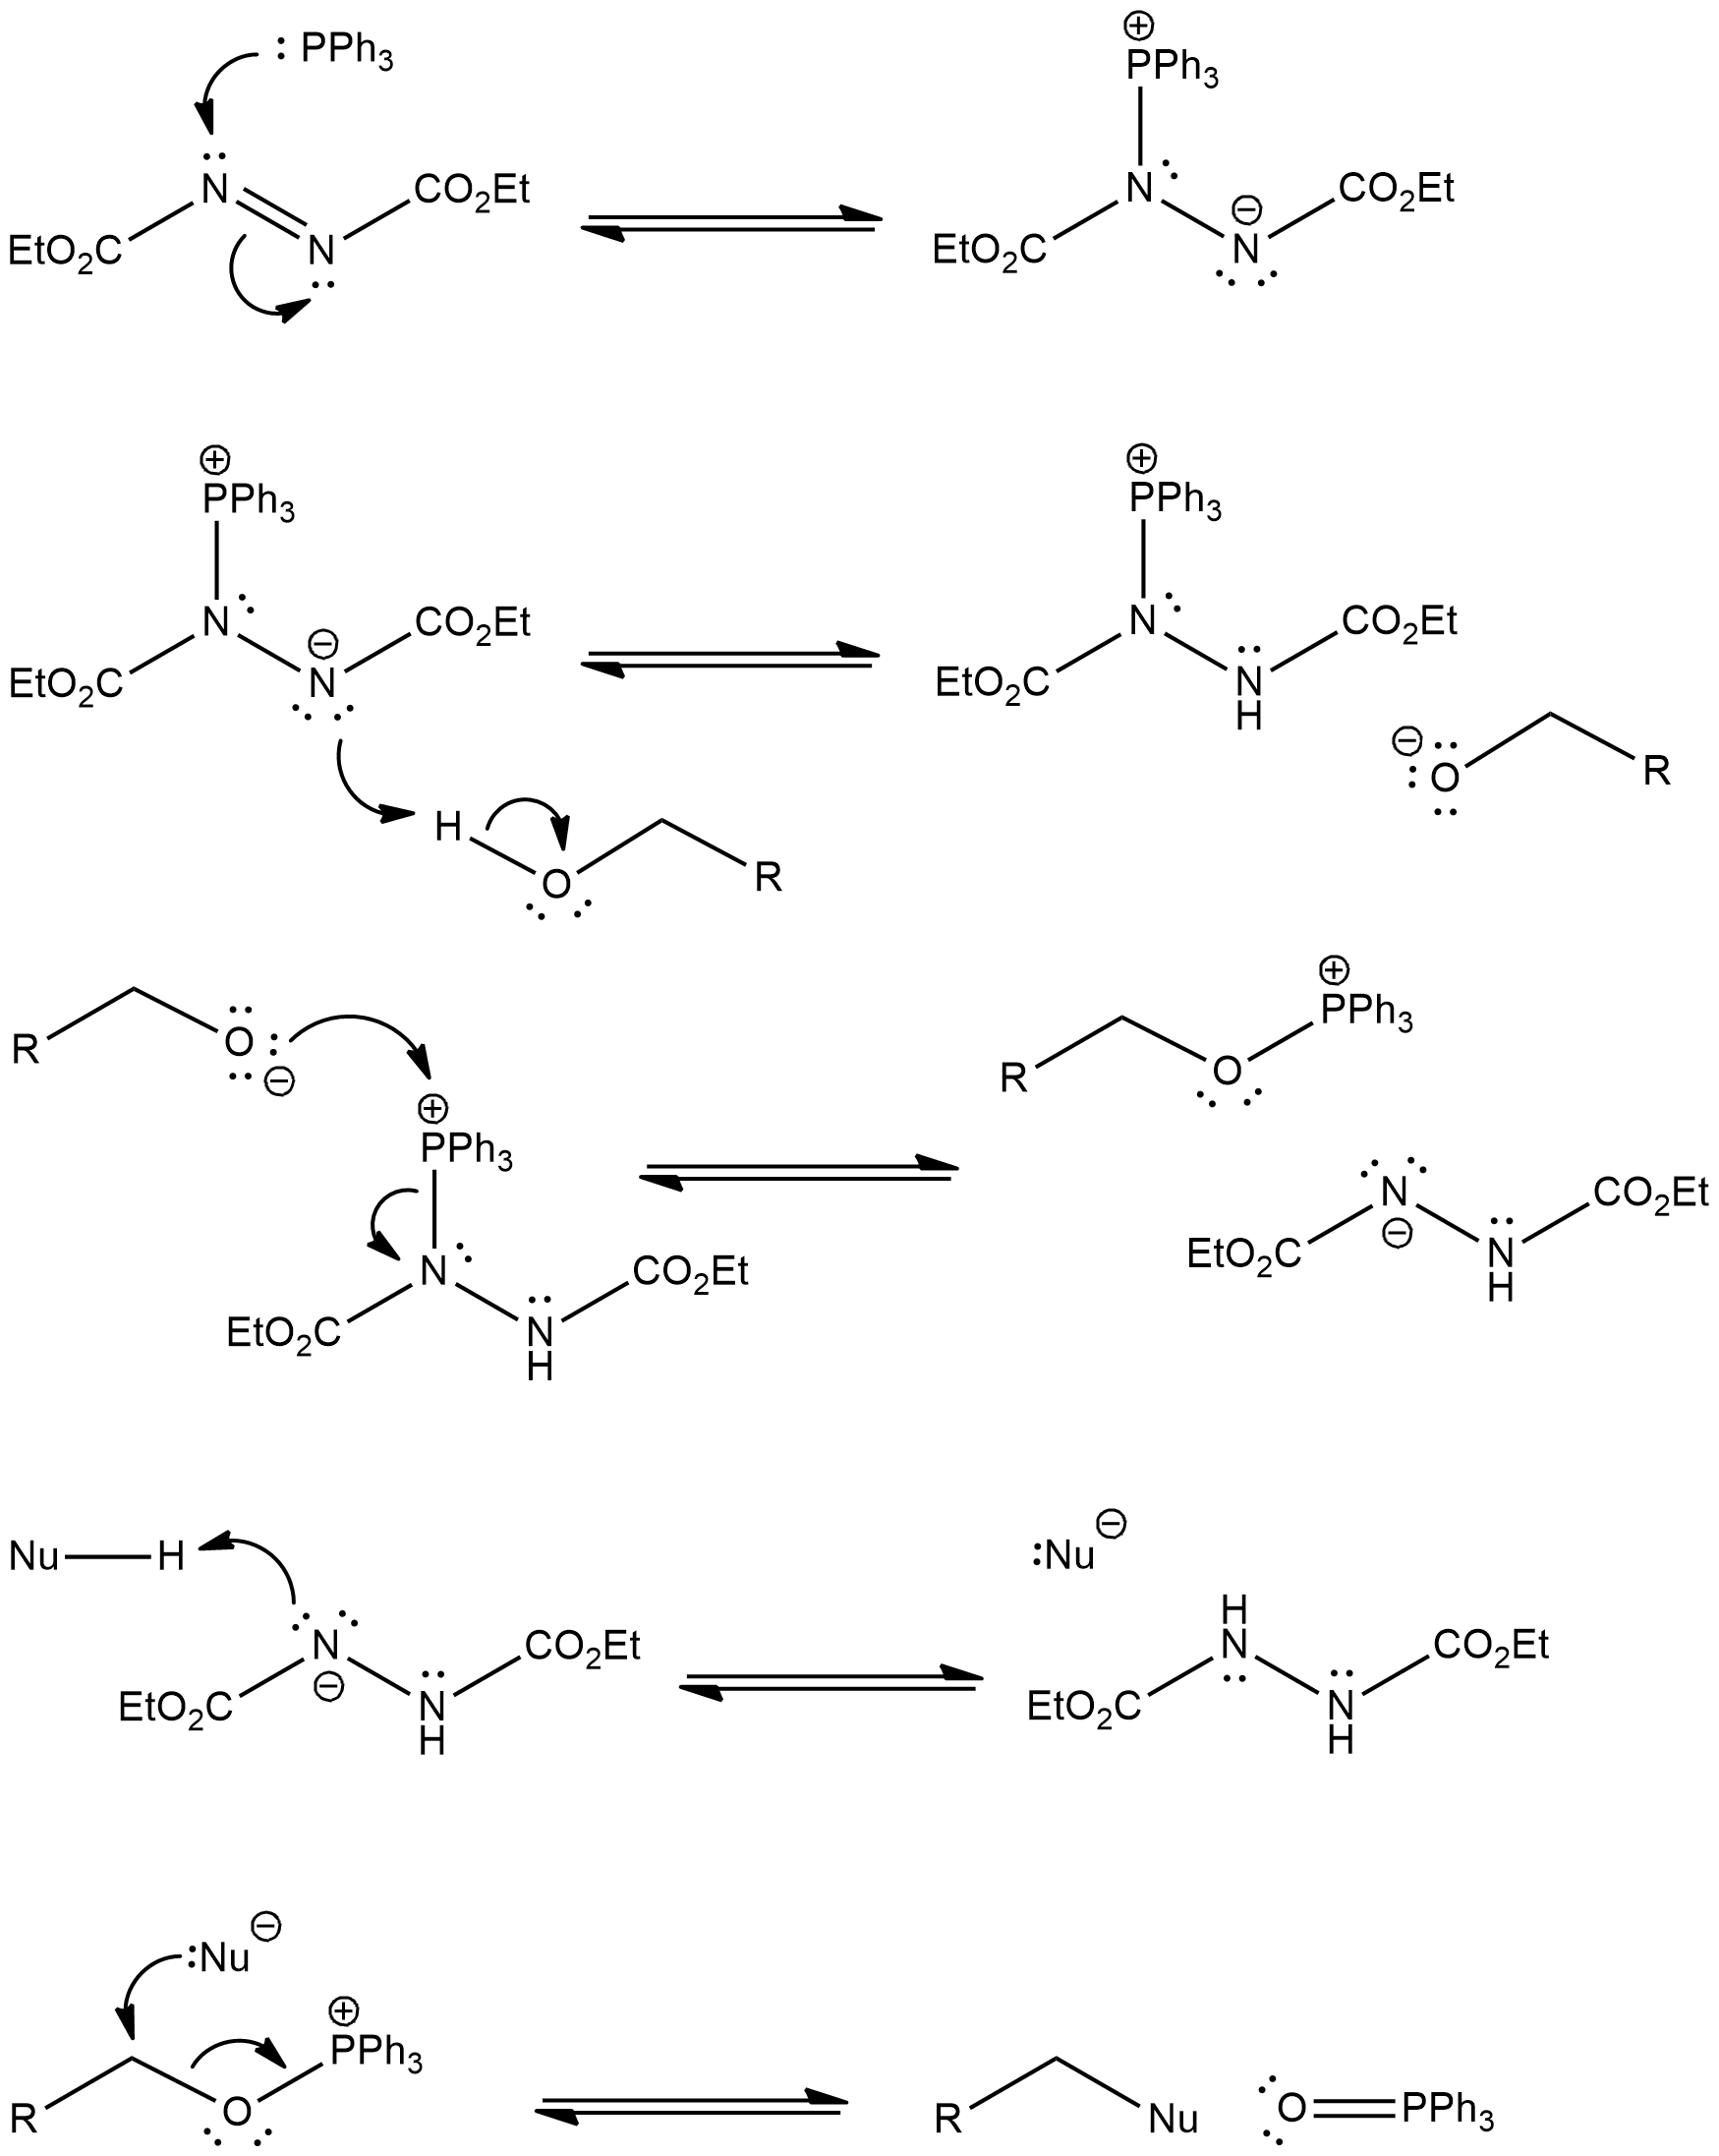 :PPh3
⊕
PPh3
N CO2Et
EtO2C N
N ⊖ CO2Et
EtO2C N
⊕
PPh3
N ⊖ CO2Et
EtO2C N
H
O R
⊕
PPh3
N CO2Et
EtO2C N
H
⊖ O R
R O ⊖
⊕
PPh3
N CO2Et
EtO2C N
H
⊕
PPh3
R O
N CO2Et
⊖
EtO2C N
H
Nu H
N CO2Et
⊖
EtO2C N
H
:Nu⊖
H
N CO2Et
EtO2C N
H
:Nu⊖
⊕
PPh3
R O
R Nu O PPh3